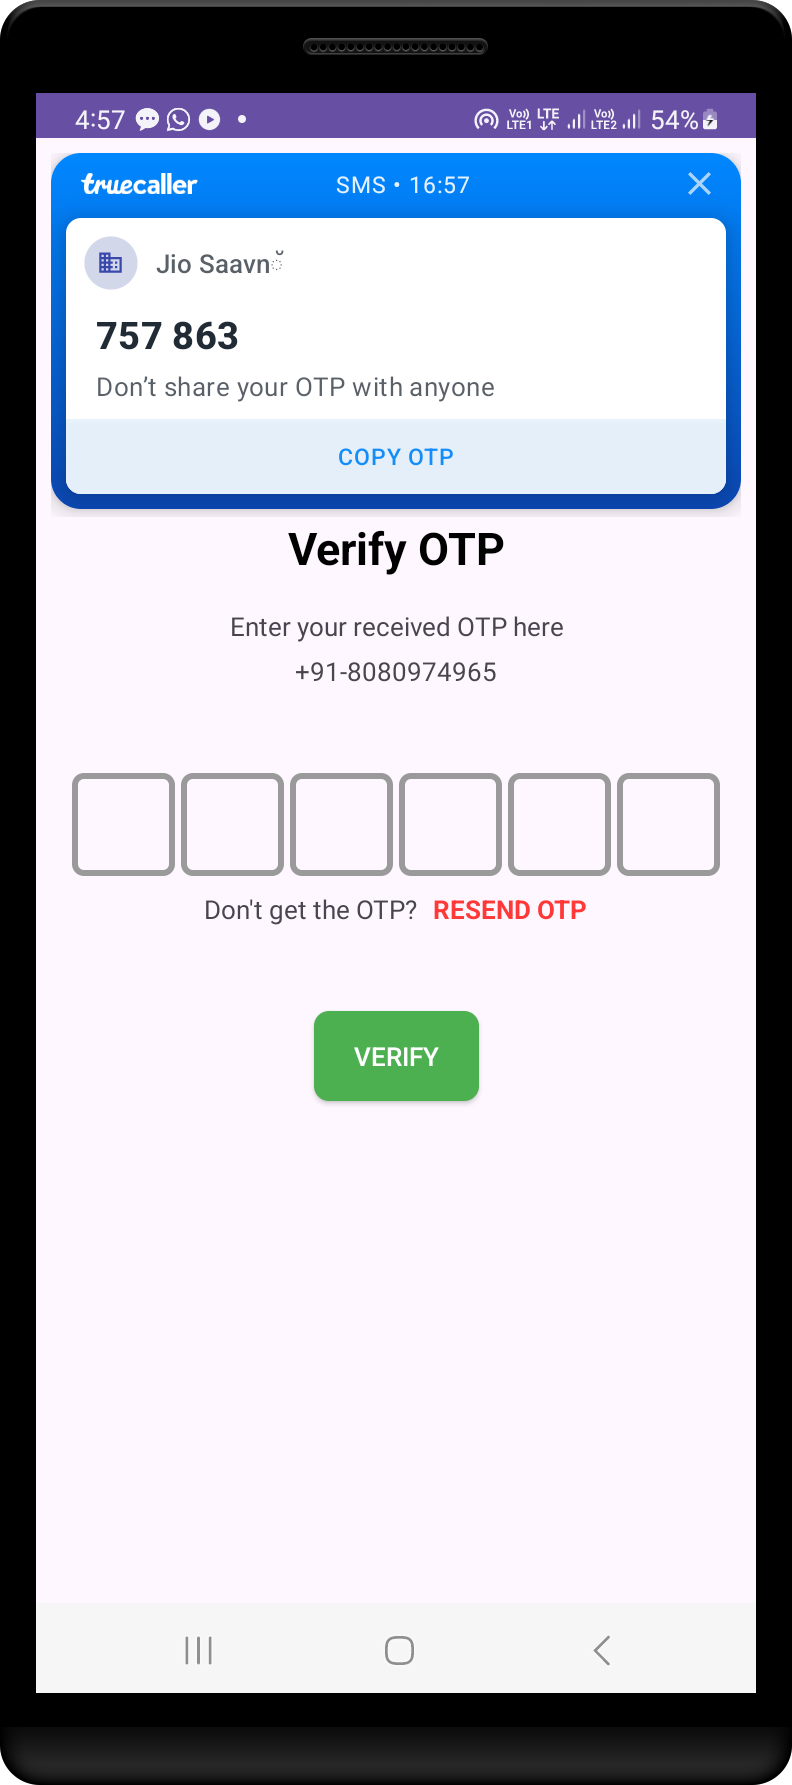 4:57 Vo) LTE1 LTE Vo) LTE2 54%
truecaller SMS • 16:57
Jio Saavnँ
757 863
Don’t share your OTP with anyone
COPY OTP
Verify OTP
Enter your received OTP here
+91-8080974965
Don't get the OTP? RESEND OTP
VERIFY